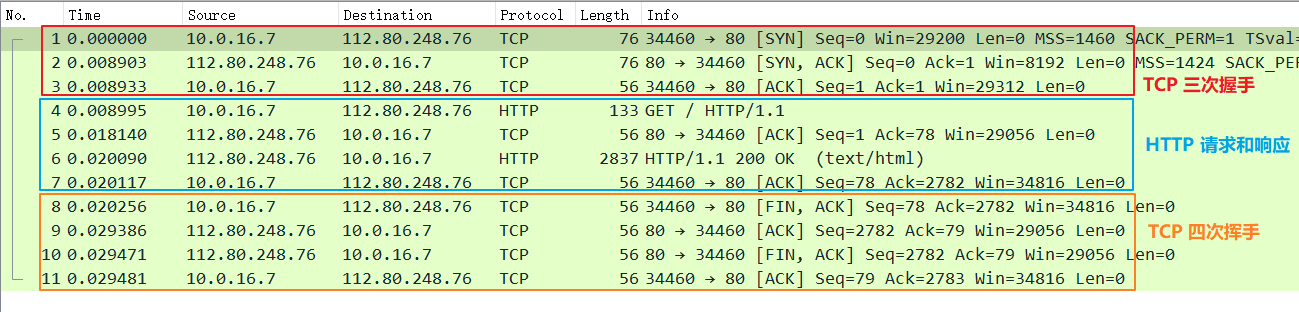 No. Time Source Destination Protocol Length Info
1 0.000000 10.0.16.7 112.80.248.76 TCP 76 34460 → 80 [SYN] Seq=0 Win=29200 Len=0 MSS=1460 SACK_PERM=1 TSval=
2 0.008903 112.80.248.76 10.0.16.7 TCP 76 80 → 34460 [SYN, ACK] Seq=0 Ack=1 Win=8192 Len=0 MSS=1424 SACK_PE
3 0.008933 10.0.16.7 112.80.248.76 TCP 56 34460 → 80 [ACK] Seq=1 Ack=1 Win=29312 Len=0
TCP 三次握手
4 0.008995 10.0.16.7 112.80.248.76 HTTP 133 GET / HTTP/1.1
5 0.018140 112.80.248.76 10.0.16.7 TCP 56 80 → 34460 [ACK] Seq=1 Ack=78 Win=29056 Len=0
6 0.020090 112.80.248.76 10.0.16.7 HTTP 2837 HTTP/1.1 200 OK (text/html)
HTTP 请求和响应
7 0.020117 10.0.16.7 112.80.248.76 TCP 56 34460 → 80 [ACK] Seq=78 Ack=2782 Win=34816 Len=0
8 0.020256 10.0.16.7 112.80.248.76 TCP 56 34460 → 80 [FIN, ACK] Seq=78 Ack=2782 Win=34816 Len=0
9 0.029386 112.80.248.76 10.0.16.7 TCP 56 80 → 34460 [ACK] Seq=2782 Ack=79 Win=29056 Len=0
TCP 四次挥手
10 0.029471 112.80.248.76 10.0.16.7 TCP 56 80 → 34460 [FIN, ACK] Seq=2782 Ack=79 Win=29056 Len=0
11 0.029481 10.0.16.7 112.80.248.76 TCP 56 34460 → 80 [ACK] Seq=79 Ack=2783 Win=34816 Len=0